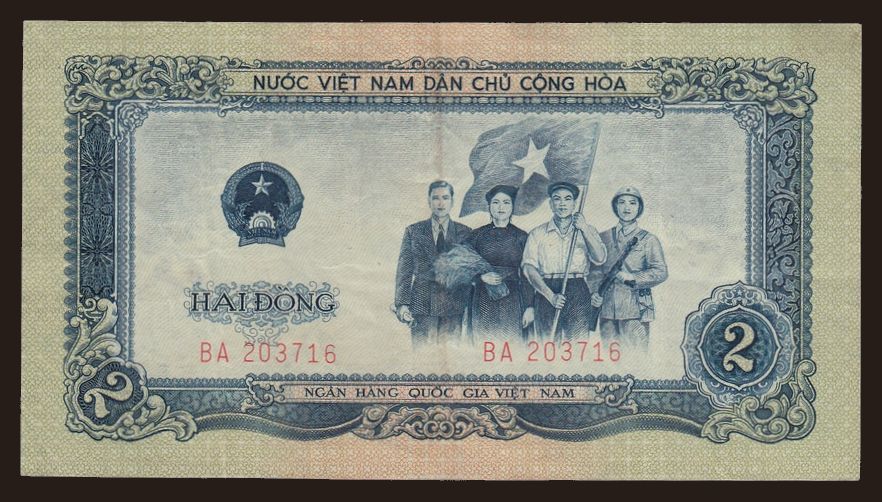 NƯỚC VIỆT NAM DÂN CHỦ CỘNG HÒA
HAI ĐỒNG
BA 203716
BA 203716
2
2
NGÂN HÀNG QUỐC GIA VIỆT NAM